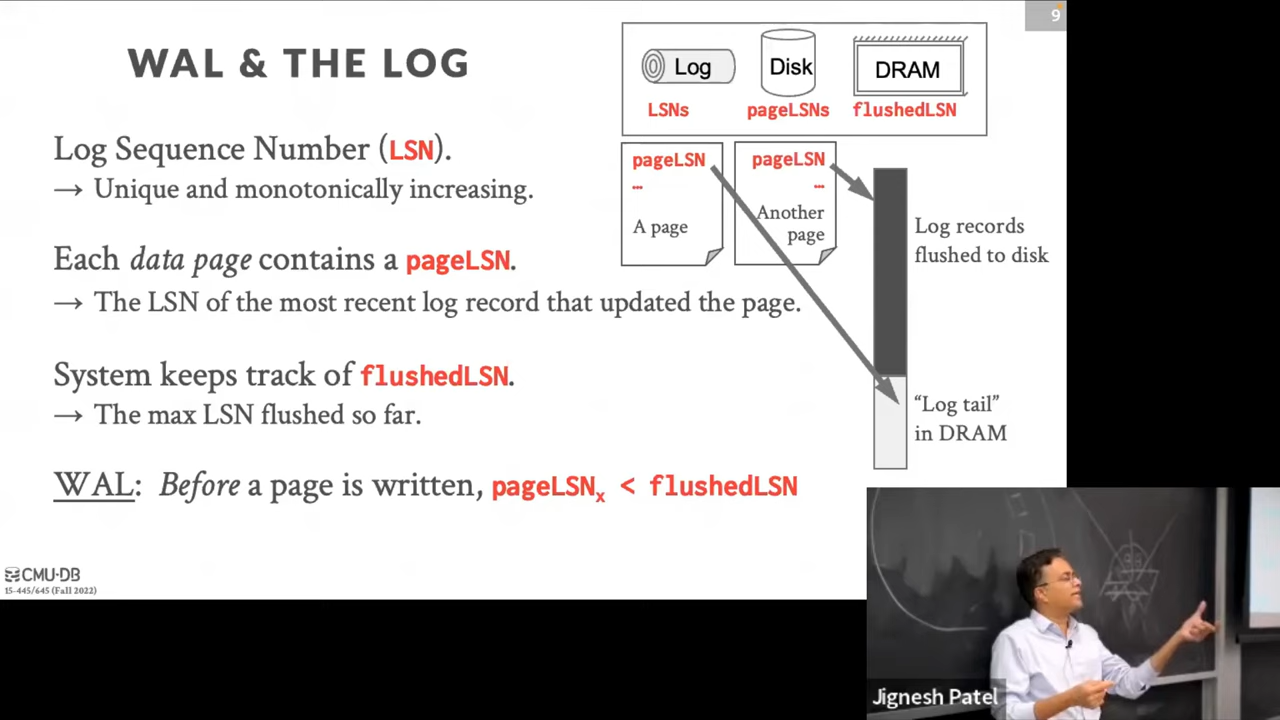 9
WAL & THE LOG
Log Disk DRAM
LSNs pageLSNs flushedLSN
Log Sequence Number (LSN).
→ Unique and monotonically increasing.
Each data page contains a pageLSN.
→ The LSN of the most recent log record that updated the page.
System keeps track of flushedLSN.
→ The max LSN flushed so far.
WAL: Before a page is written, pageLSNx < flushedLSN
pageLSN
...
A page
pageLSN
...
Another
page
Log records
flushed to disk
“Log tail”
in DRAM
CMU·DB
15-445/645 (Fall 2022)
Jignesh Patel